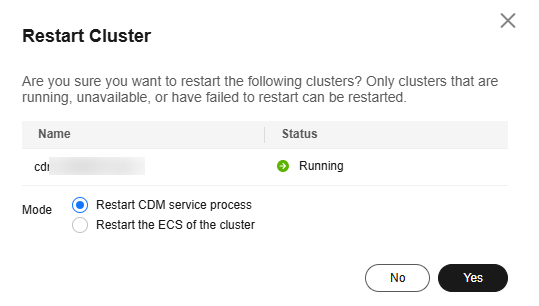 Restart Cluster
Are you sure you want to restart the following clusters? Only clusters that are
running, unavailable, or have failed to restart can be restarted.
Name Status
Running
Mode Restart CDM service process
Restart the ECS of the cluster
No Yes